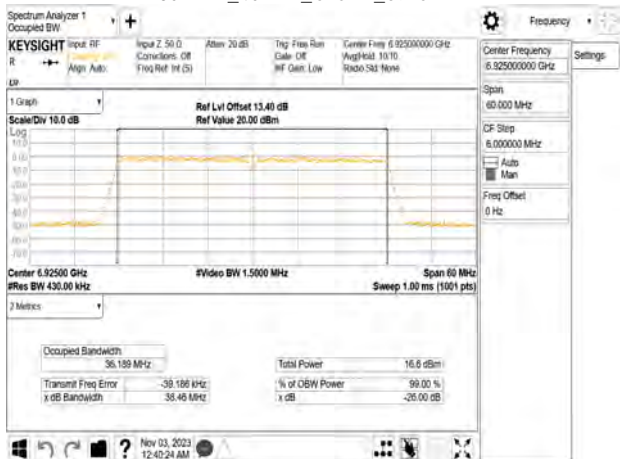 Spectrum Analyzer 1
Occupied BW
Frequency
KEYSIGHT
R
Input: RF
Align: Auto
Input Z: 50 Ω
Corrections: Off
Freq Ref: Int (S)
Atten: 20 dB
Trig: Free Run
Gate: Off
#IF Gain: Low
Center Freq: 6.925000000 GHz
Avg|Hold: 10/10
Radio Std: None
Center Frequency
6.925000000 GHz
Settings
Span
60.000 MHz
CF Step
6.000000 MHz
Auto
Man
Freq Offset
0 Hz
1 Graph
Scale/Div 10.0 dB
Ref Lvl Offset 13.40 dB
Ref Value 20.00 dBm
Log
10.0
0.00
Center 6.92500 GHz
#Res BW 430.00 kHz
#Video BW 1.5000 MHz
Span 60 MHz
Sweep 1.00 ms (1001 pts)
2 Metrics
Occupied Bandwidth
36.189 MHz
Total Power
16.6 dBm
Transmit Freq Error
-39.186 kHz
% of OBW Power
99.00 %
x dB Bandwidth
38.46 MHz
x dB
-26.00 dB
Nov 03, 2023
12:40:24 AM